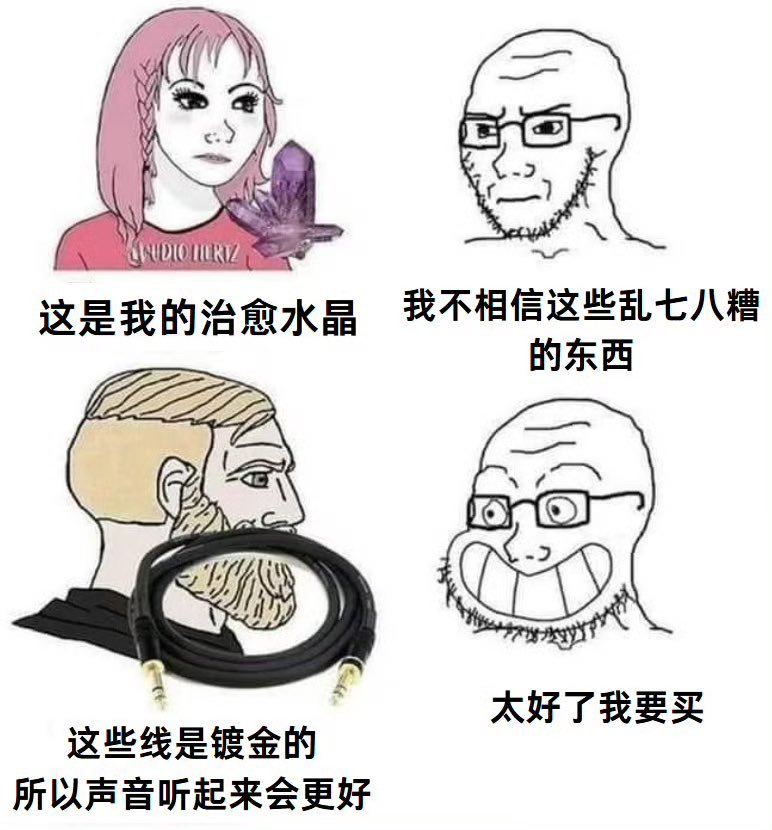 AUDIO HERTZ
这是我的治愈水晶
我不相信这些乱七八糟
的东西
这些线是镀金的
所以声音听起来会更好
太好了我要买